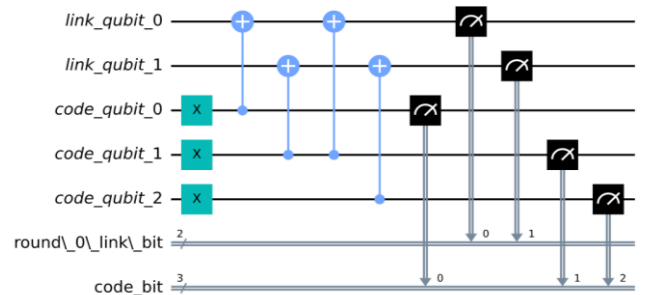 link_qubit_0
link_qubit_1
code_qubit_0
X
code_qubit_1
X
code_qubit_2
X
round\_0\_link\_bit
2
0
1
code_bit
3
0
1
2